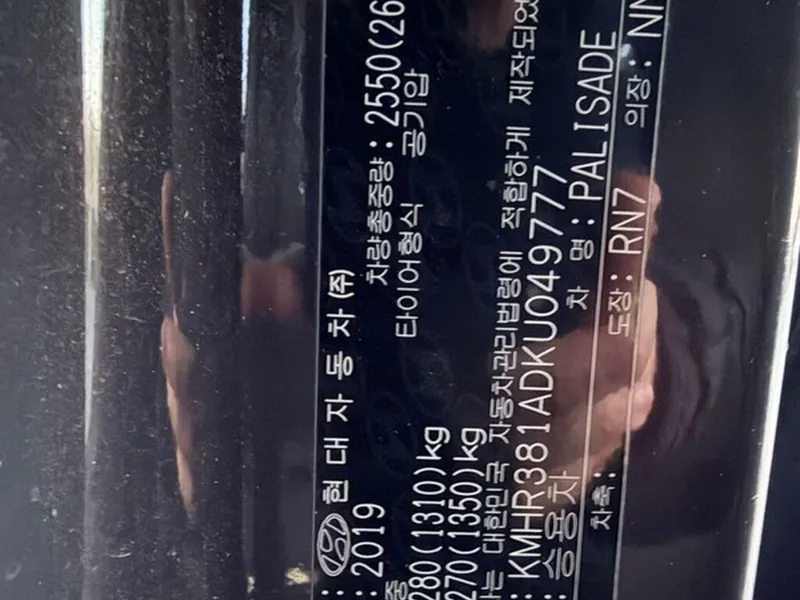 현대자동차(주)
: 2019 차량총중량: 2550(26
중 타이어형식 공기압
280(1310)kg
270(1350)kg
는 대한민국 자동차관리법령에 적합하게 제작되었
: KMHR381ADKU049777
승용차 차 명: PALISADE
차축: 도장: RN7 의장: NN